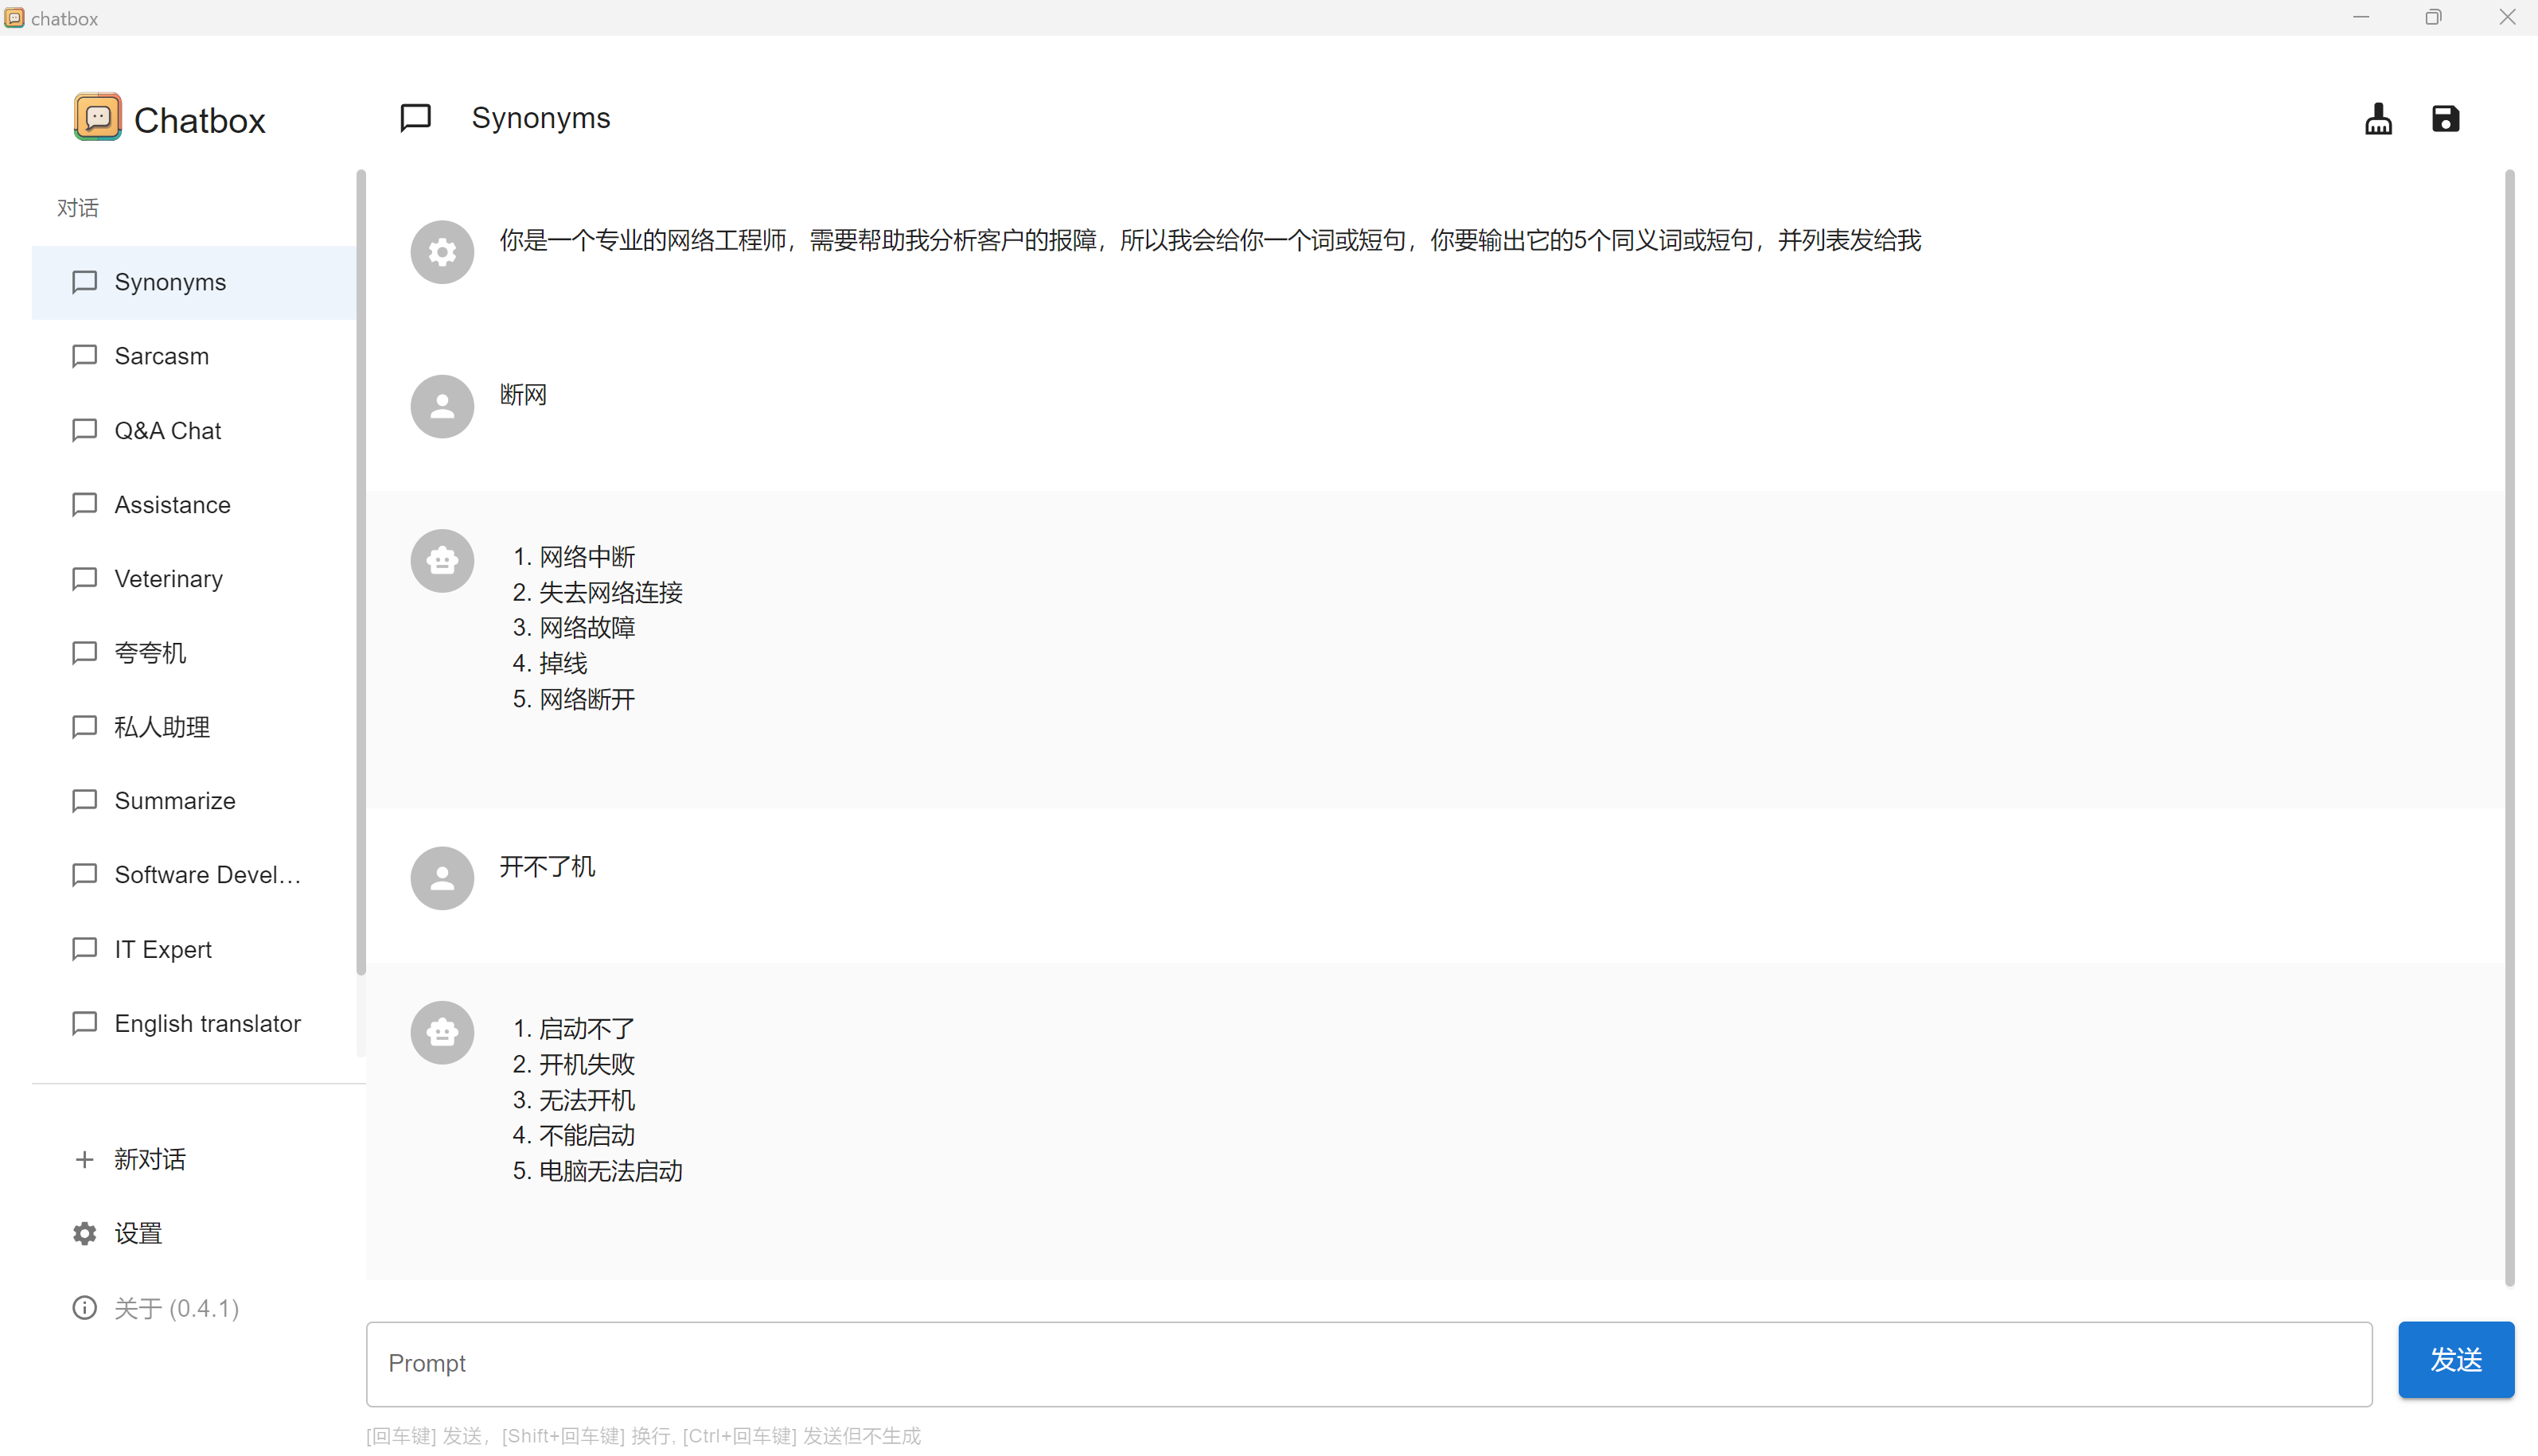 chatbox
Chatbox
Synonyms
对话
Synonyms
Sarcasm
Q&A Chat
Assistance
Veterinary
夸夸机
私人助理
Summarize
Software Devel...
IT Expert
English translator
新对话
设置
关于 (0.4.1)
你是一个专业的网络工程师，需要帮助我分析客户的报障，所以我会给你一个词或短句，你要输出它的5个同义词或短句，并列表发给我
断网
1. 网络中断
2. 失去网络连接
3. 网络故障
4. 掉线
5. 网络断开
开不了机
1. 启动不了
2. 开机失败
3. 无法开机
4. 不能启动
5. 电脑无法启动
Prompt
发送
[回车键] 发送，[Shift+回车键] 换行, [Ctrl+回车键] 发送但不生成